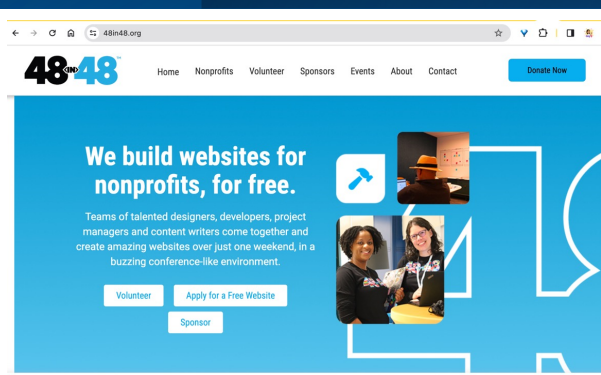 48in48.org
48 IN 48
Home Nonprofits Volunteer Sponsors Events About Contact Donate Now
We build websites for
nonprofits, for free.
Teams of talented designers, developers, project
managers and content writers come together and
create amazing websites over just one weekend, in a
buzzing conference-like environment.
Volunteer Apply for a Free Website
Sponsor